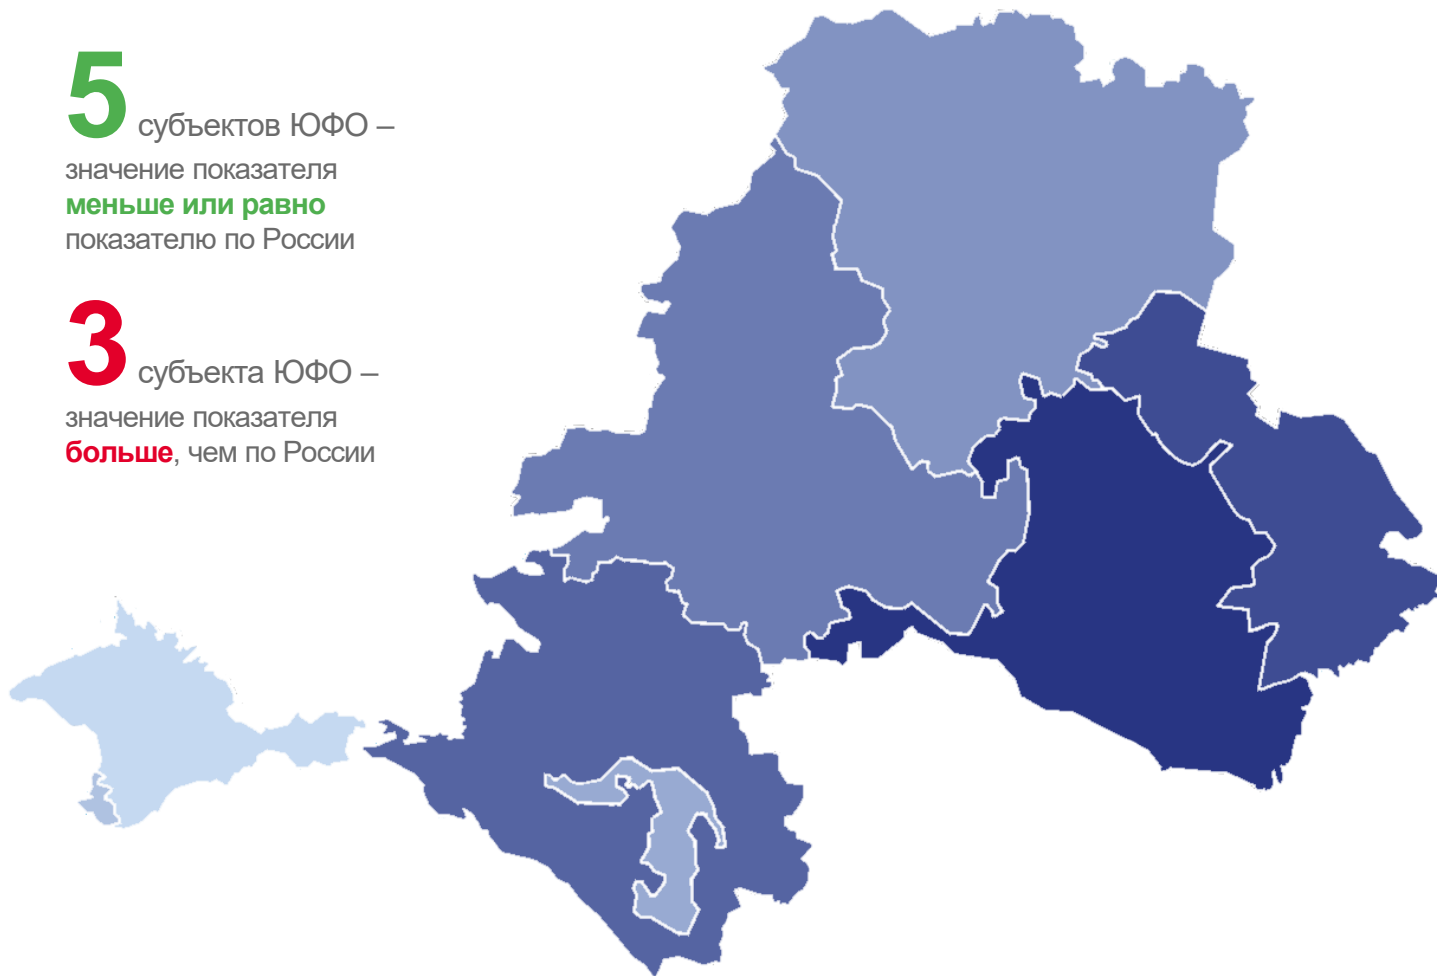 5 субъектов ЮФО –
значение показателя
меньше или равно
показателю по России
3 субъекта ЮФО –
значение показателя
больше, чем по России